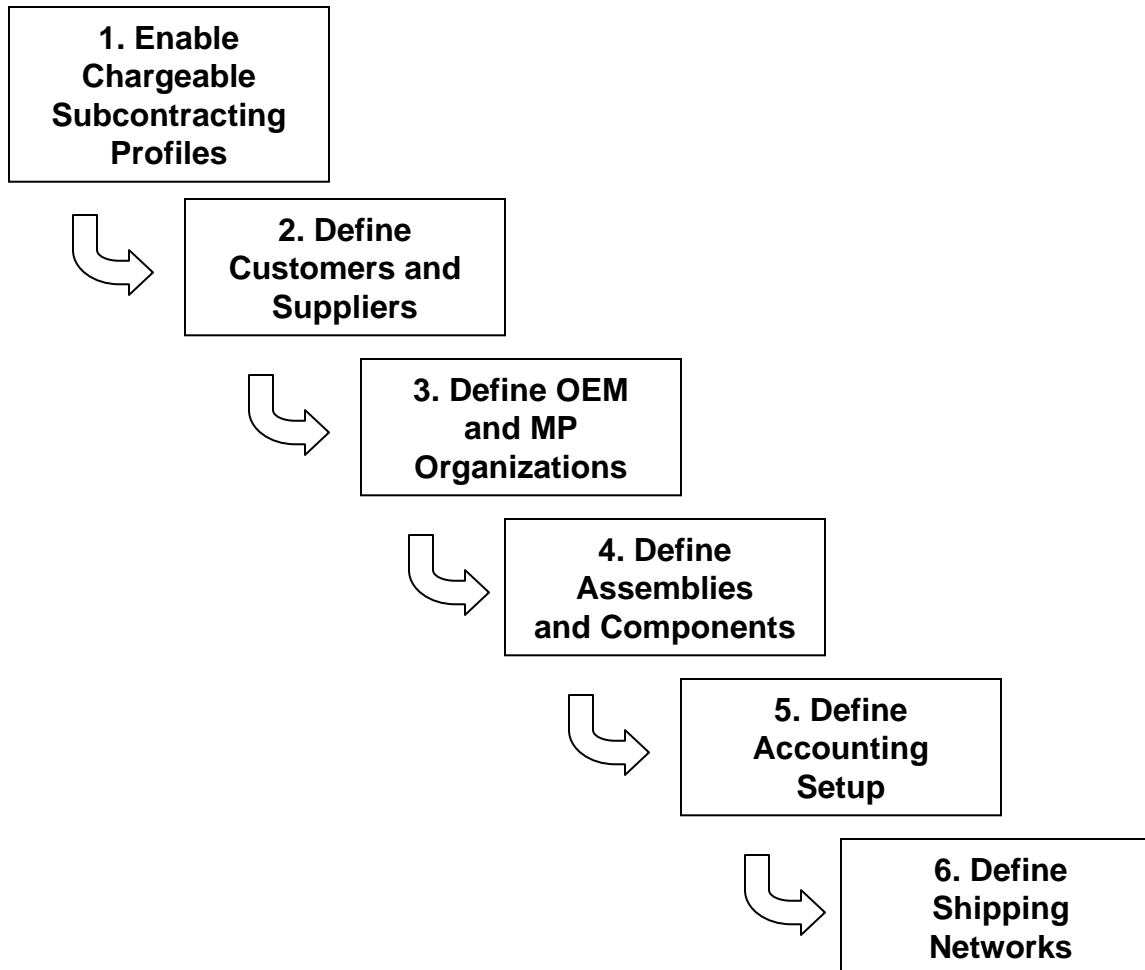 1. Enable
Chargeable
Subcontracting
Profiles
2. Define
Customers and
Suppliers
3. Define OEM
and MP
Organizations
4. Define
Assemblies
and Components
5. Define
Accounting
Setup
6. Define
Shipping
Networks